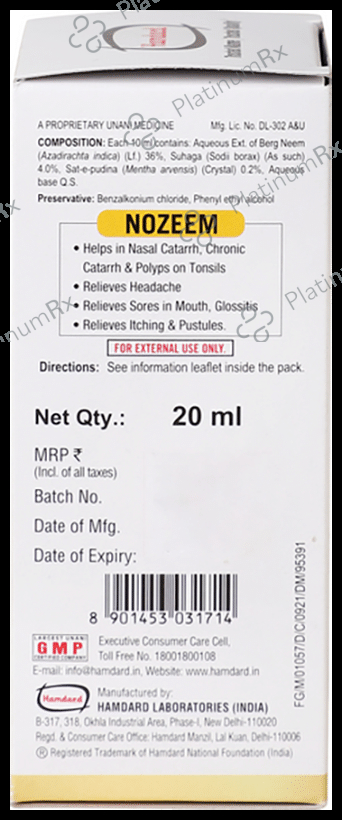 PlatinumRx
A PROPRIETARY UNANI MEDICINE Mfg. Lic. No. DL-302 A&U
COMPOSITION: Each 10ml contains: Aqueous Ext. of Berg Neem
(Azadirachta indica) (Lf.) 36%, Suhaga (Sodii borax) (As such)
4.0%, Sat-e-pudina (Mentha arvensis) (Crystal) 0.2%, Aqueous
base Q.S.
Preservative: Benzalkonium chloride, Phenyl ethyl alcohol
NOZEEM
• Helps in Nasal Catarrh, Chronic
Catarrh & Polyps on Tonsils
• Relieves Headache
• Relieves Sores in Mouth, Glossitis
• Relieves Itching & Pustules.
FOR EXTERNAL USE ONLY.
Directions: See information leaflet inside the pack.
Net Qty.: 20 ml
MRP ₹
(Incl. of all taxes)
Batch No.
Date of Mfg.
Date of Expiry:
8 901453 031714
FG/M/01057/D/C/0921/DM/95391
LARGEST UNANI
GMP
CERTIFIED COMPANY
Executive Consumer Care Cell,
Toll Free No. 18001800108
E-mail: info@hamdard.in, Website: www.hamdard.in
Hamdard
Manufactured by:
HAMDARD LABORATORIES (INDIA)
B-317, 318, Okhla Industrial Area, Phase-I, New Delhi-110020
Regd. & Consumer Care Office: Hamdard Manzil, Lal Kuan, Delhi-110006
® Registered Trademark of Hamdard National Foundation (India)